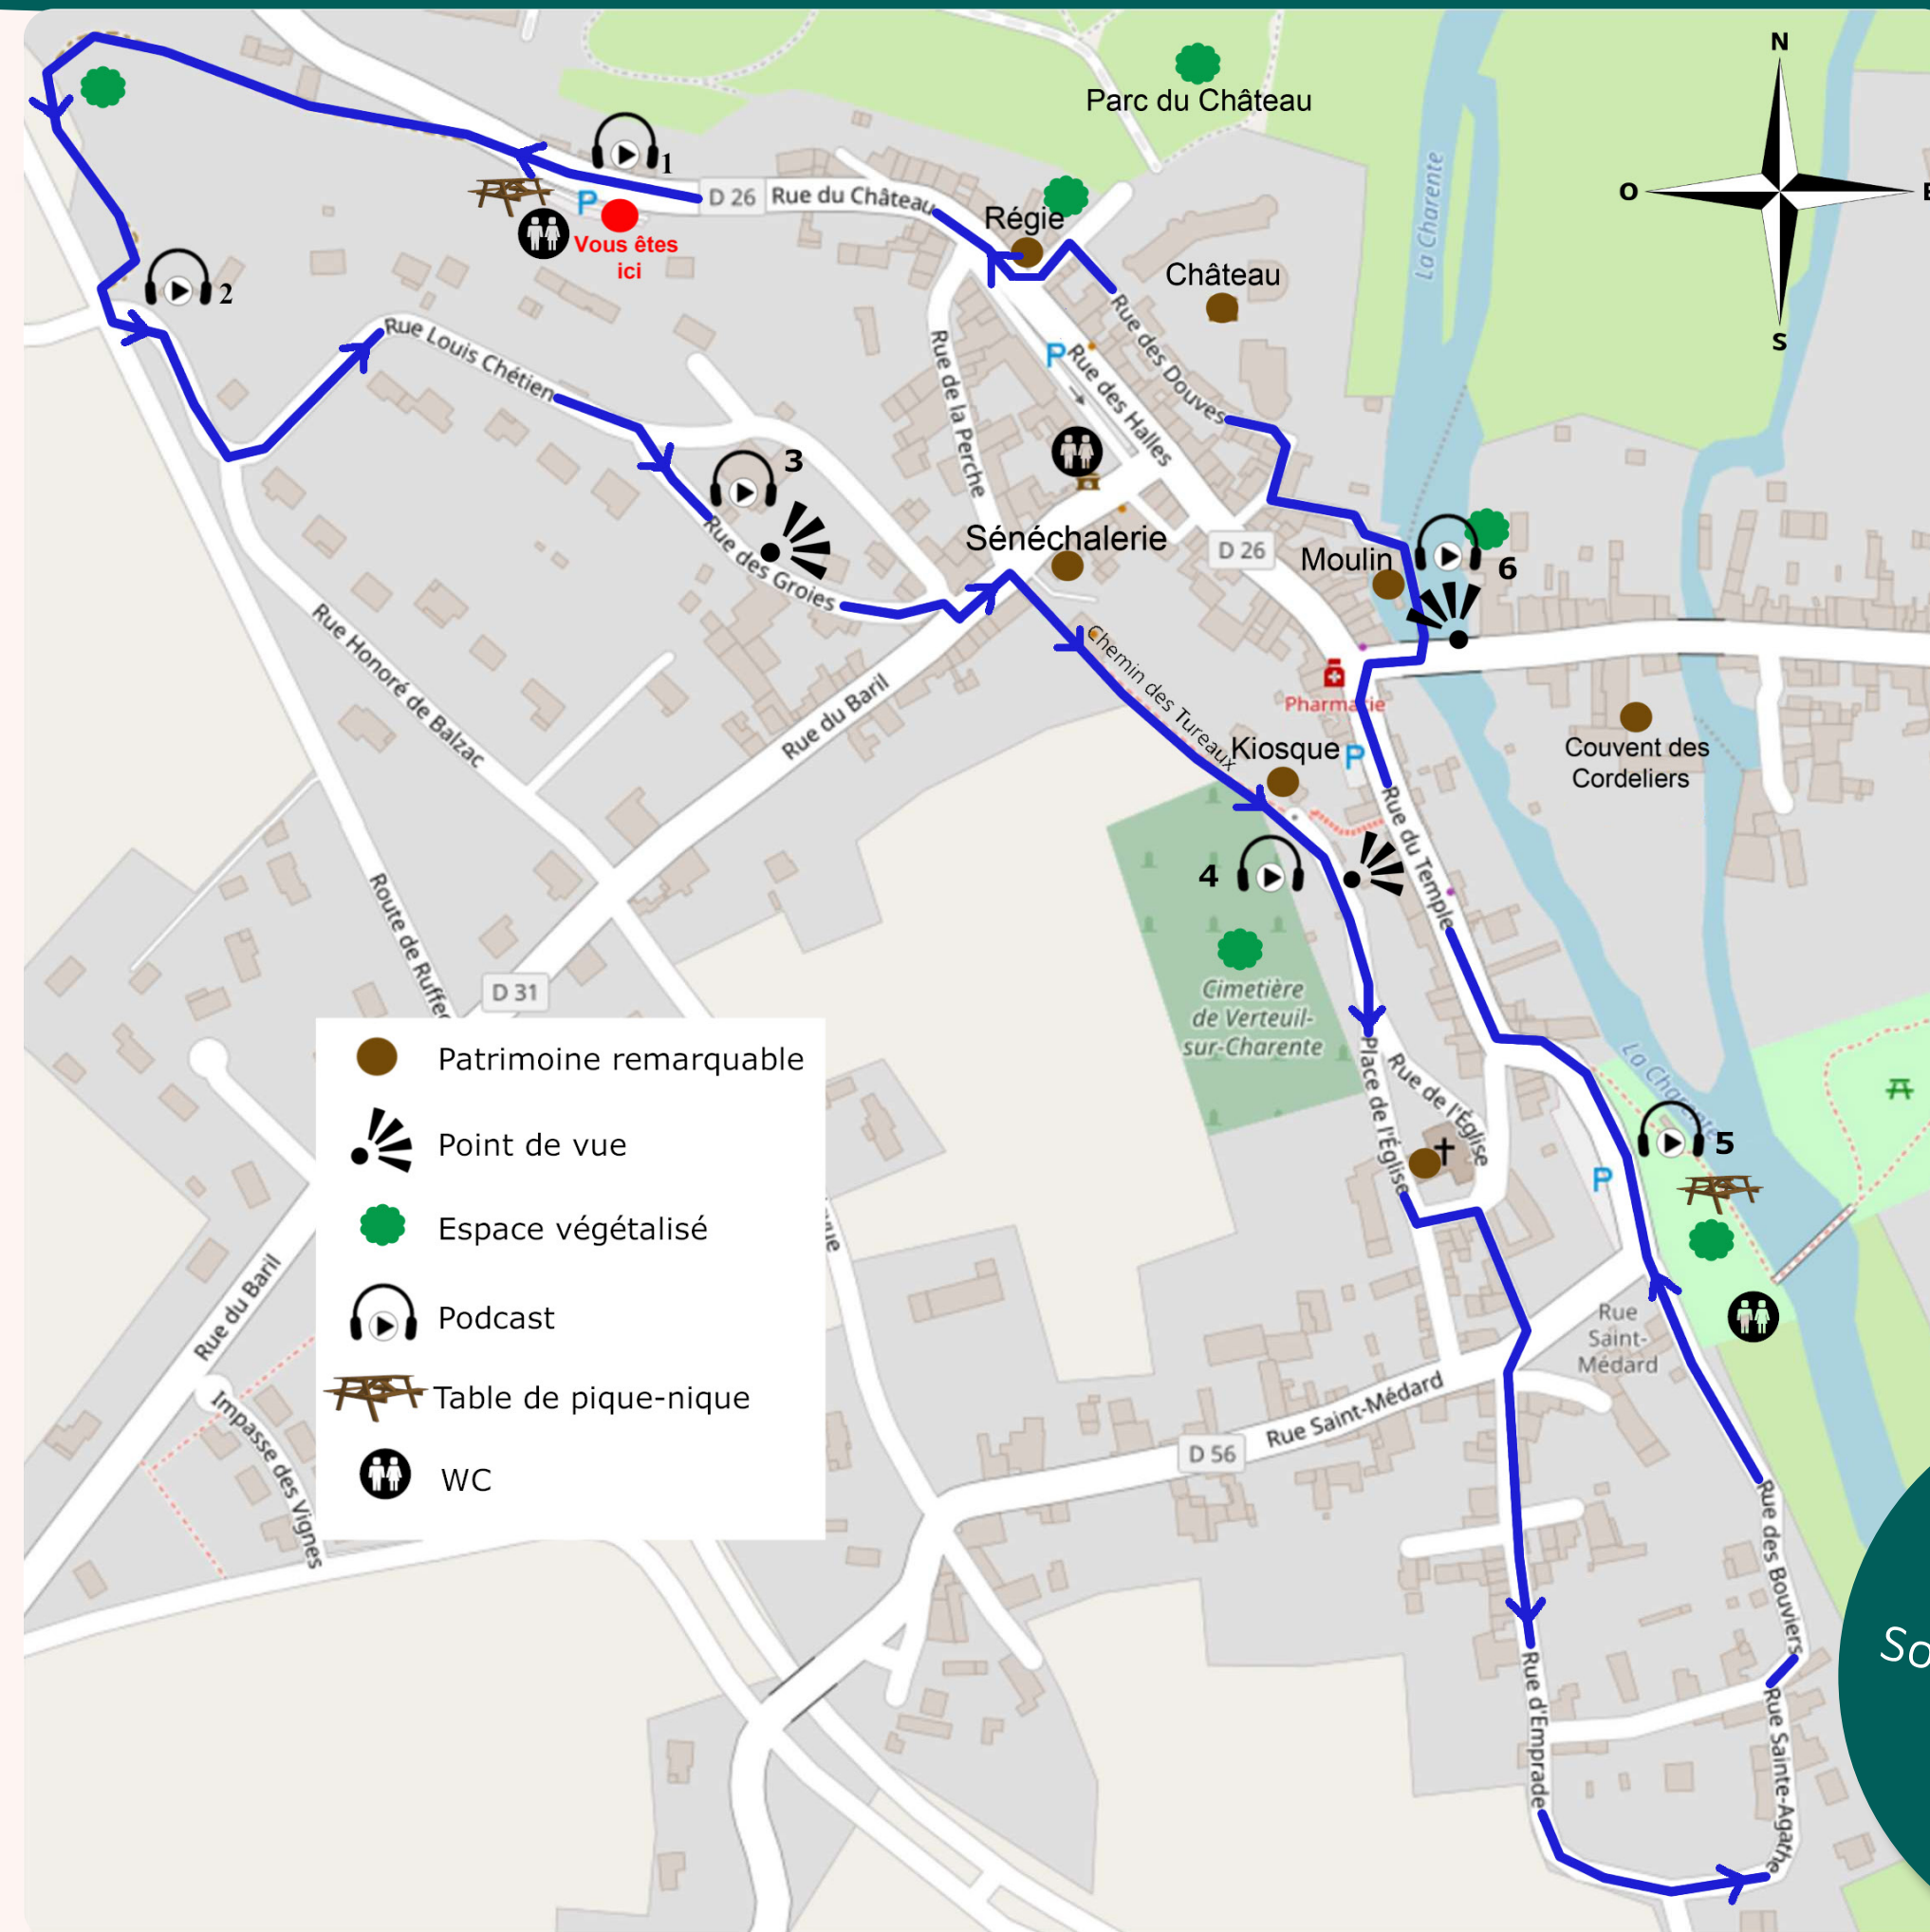 N
O
E
S
Parc du Château
La Charente
1
D 26
Rue du Château
P
Vous êtes
ici
Régie
Château
2
Rue Louis Chétien
Rue de la Perche
P
Rue des Halles
Rue des Douves
3
Rue des Groies
Sénéchalerie
D 26
Moulin
6
Rue Honoré de Balzac
Rue du Baril
Chemin des Tureaux
Pharmacie
Kiosque
P
Couvent des
Cordeliers
Rue du Temple
4
Route de Ruffec
D 31
Cimetière
de Verteuil-
sur-Charente
La Charente
Place de l'Église
Rue de l'Église
5
P
Patrimoine remarquable
Point de vue
Espace végétalisé
Podcast
Table de pique-nique
WC
Rue du Baril
Impasse des Vignes
Rue
Saint-
Médard
Rue Saint-Médard
D 56
Rue des Bouviers
Rue d'Emprade
Rue Sainte-Agathe
So